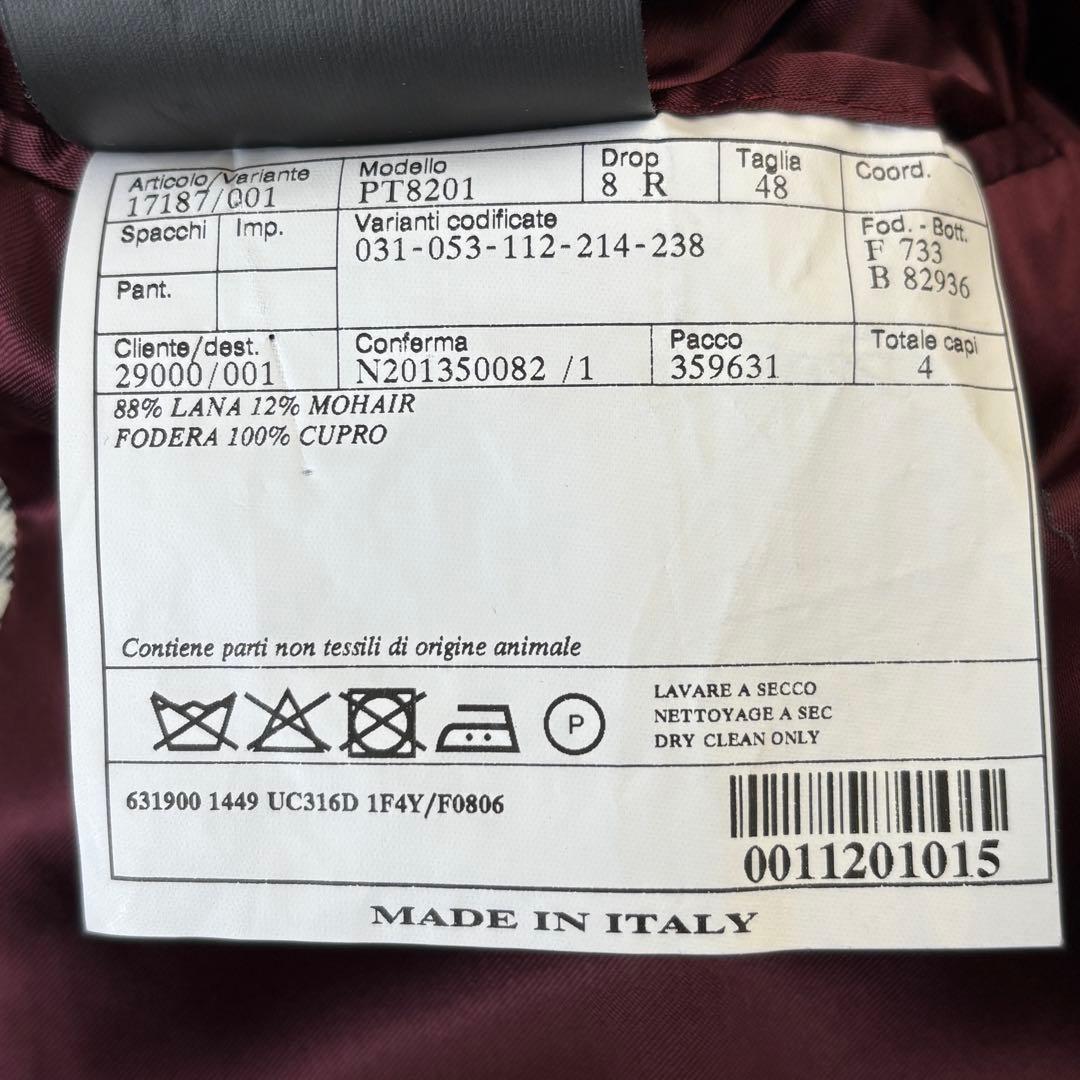 Articolo/Variante Modello Drop Taglia Coord.
17187/001 PT8201 8 R 48
Spacchi Imp. Varianti codificate Fod. - Bott.
031-053-112-214-238 F 733
Pant. B 82936
Cliente/dest. Conferma Pacco Totale capi
29000/001 N201350082 /1 359631 4
88% LANA 12% MOHAIR
FODERA 100% CUPRO
Contiene parti non tessili di origine animale
P
LAVARE A SECCO
NETTOYAGE A SEC
DRY CLEAN ONLY
631900 1449 UC316D 1F4Y/F0806
0011201015
MADE IN ITALY